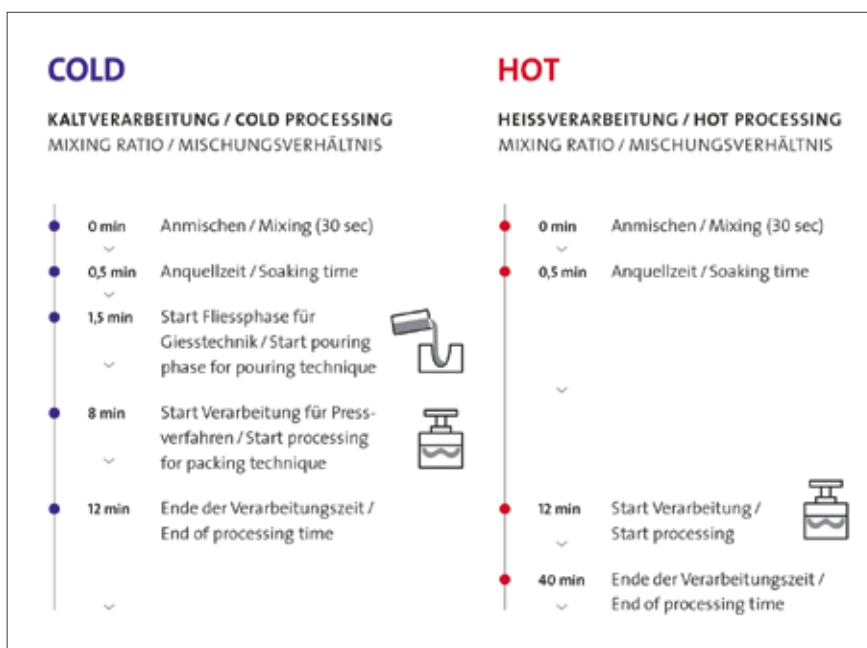 COLD
KALTVERARBEITUNG / COLD PROCESSING
MIXING RATIO / MISCHUNGSVERHÄLTNIS
0 min Anmischen / Mixing (30 sec)
0,5 min Anquellzeit / Soaking time
1,5 min Start Fliessphase für
Giesstechnik / Start pouring
phase for pouring technique
8 min Start Verarbeitung für Press-
verfahren / Start processing
for packing technique
12 min Ende der Verarbeitungszeit /
End of processing time
HOT
HEISSVERARBEITUNG / HOT PROCESSING
MIXING RATIO / MISCHUNGSVERHÄLTNIS
0 min Anmischen / Mixing (30 sec)
0,5 min Anquellzeit / Soaking time
12 min Start Verarbeitung /
Start processing
40 min Ende der Verarbeitungszeit /
End of processing time